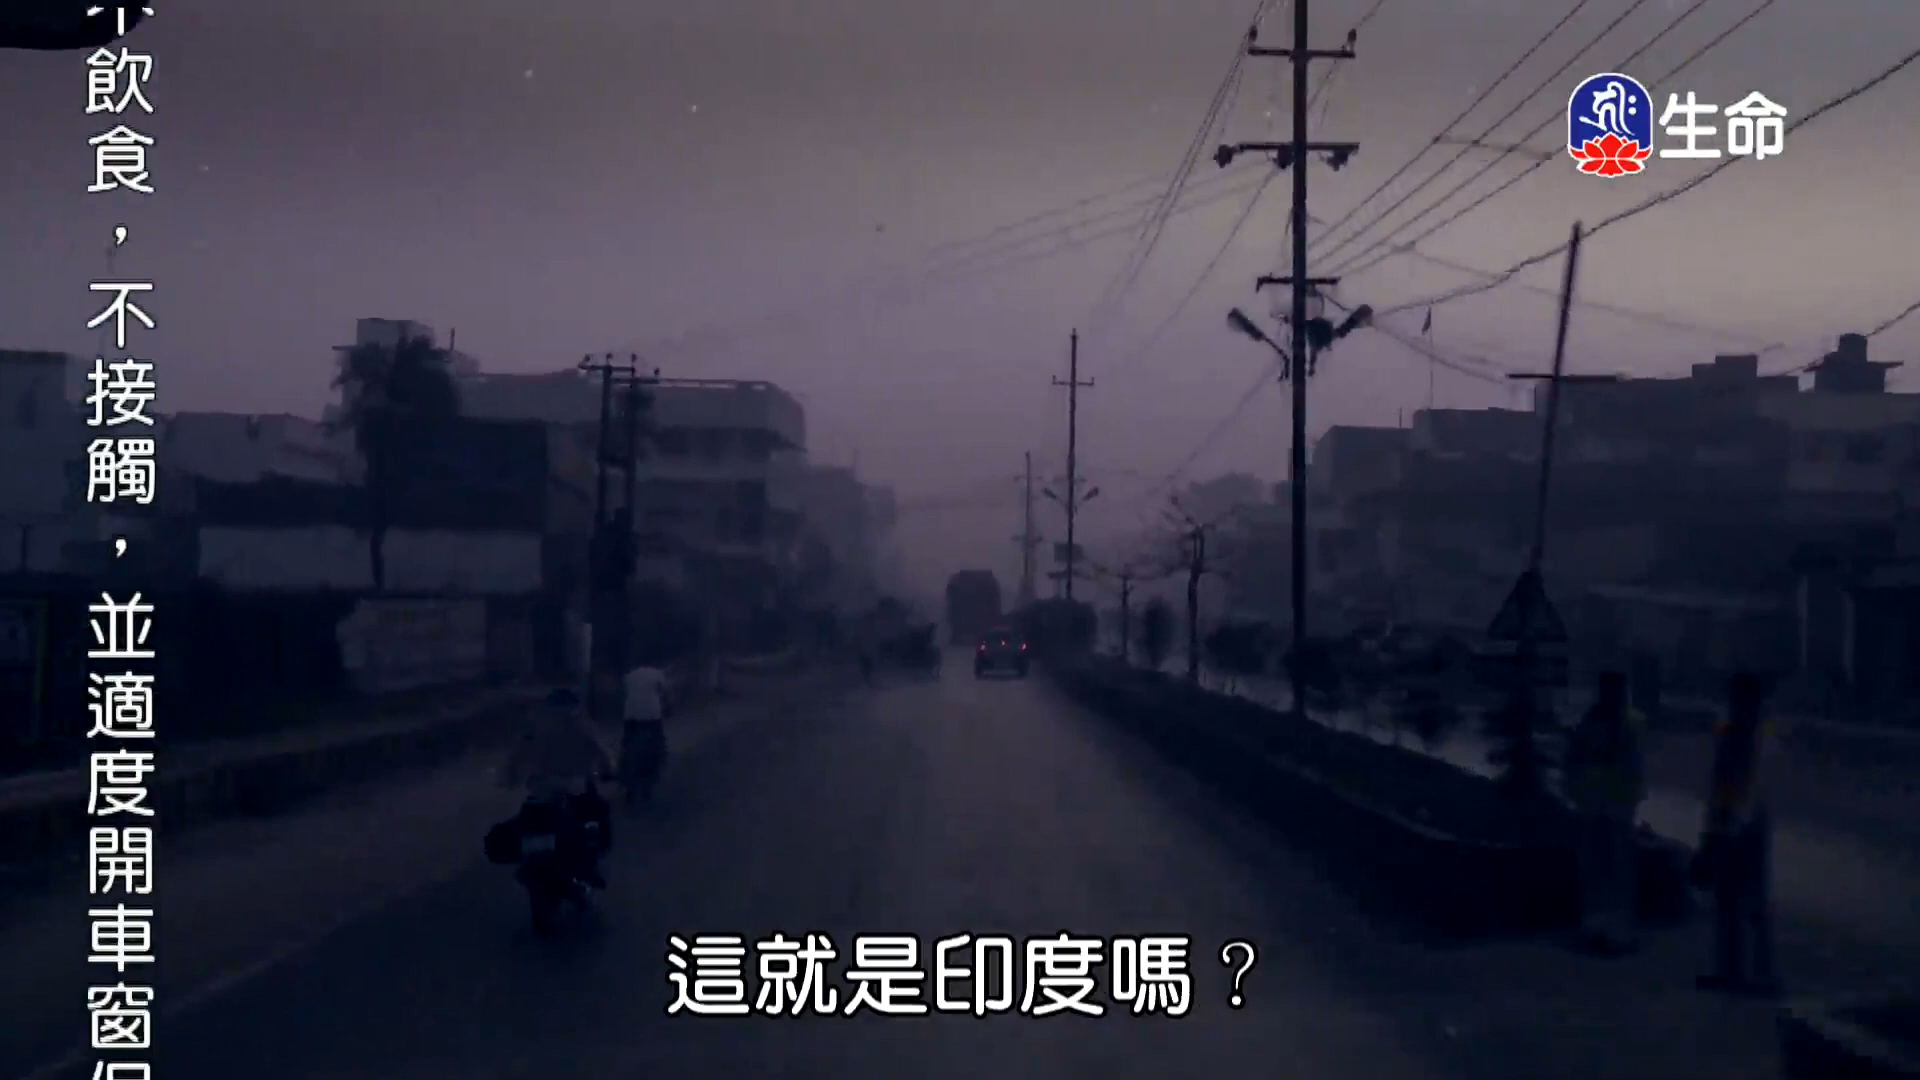 飲食，不接觸，並適度開車窗
生命
這就是印度嗎？